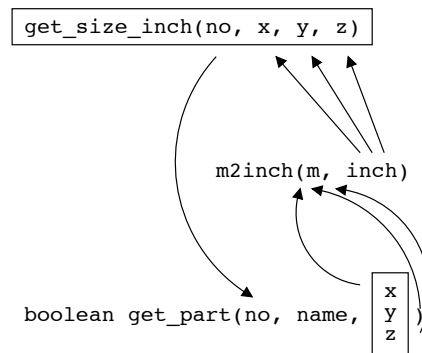 get_size_inch(no, x, y, z)
m2inch(m, inch)
x
boolean get_part(no, name, y )
z